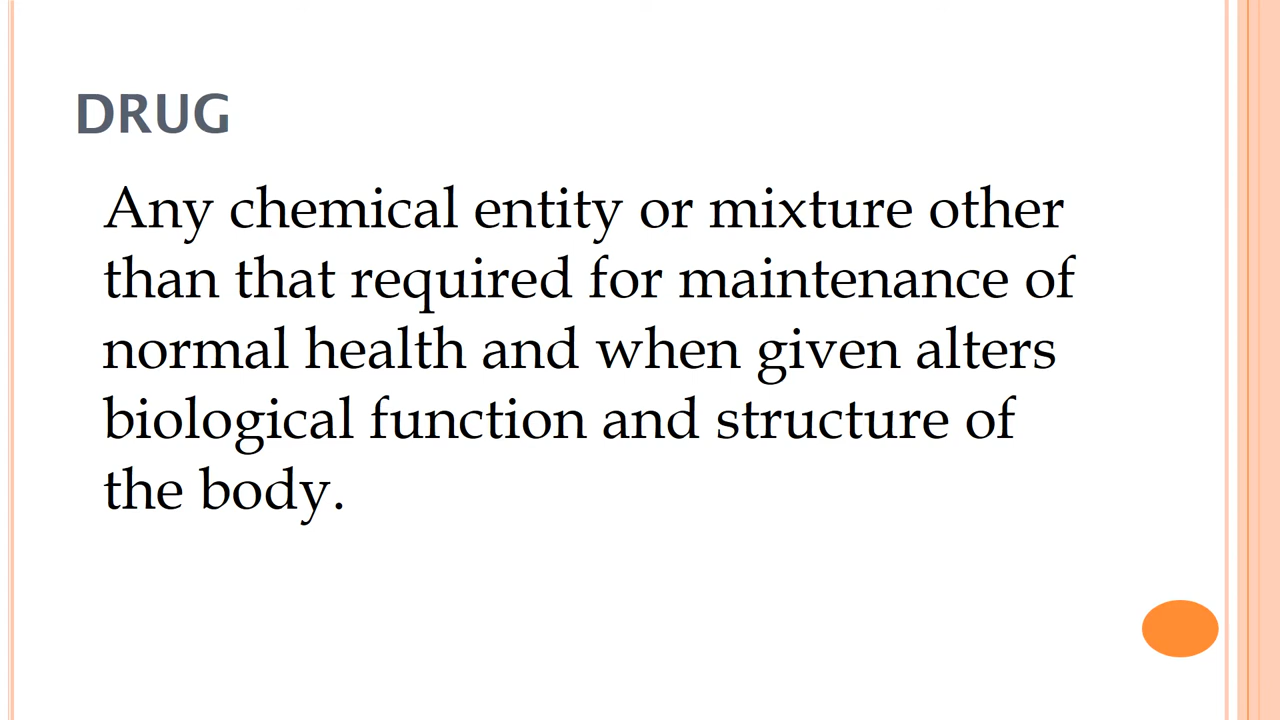 DRUG
Any chemical entity or mixture other
than that required for maintenance of
normal health and when given alters
biological function and structure of
the body.